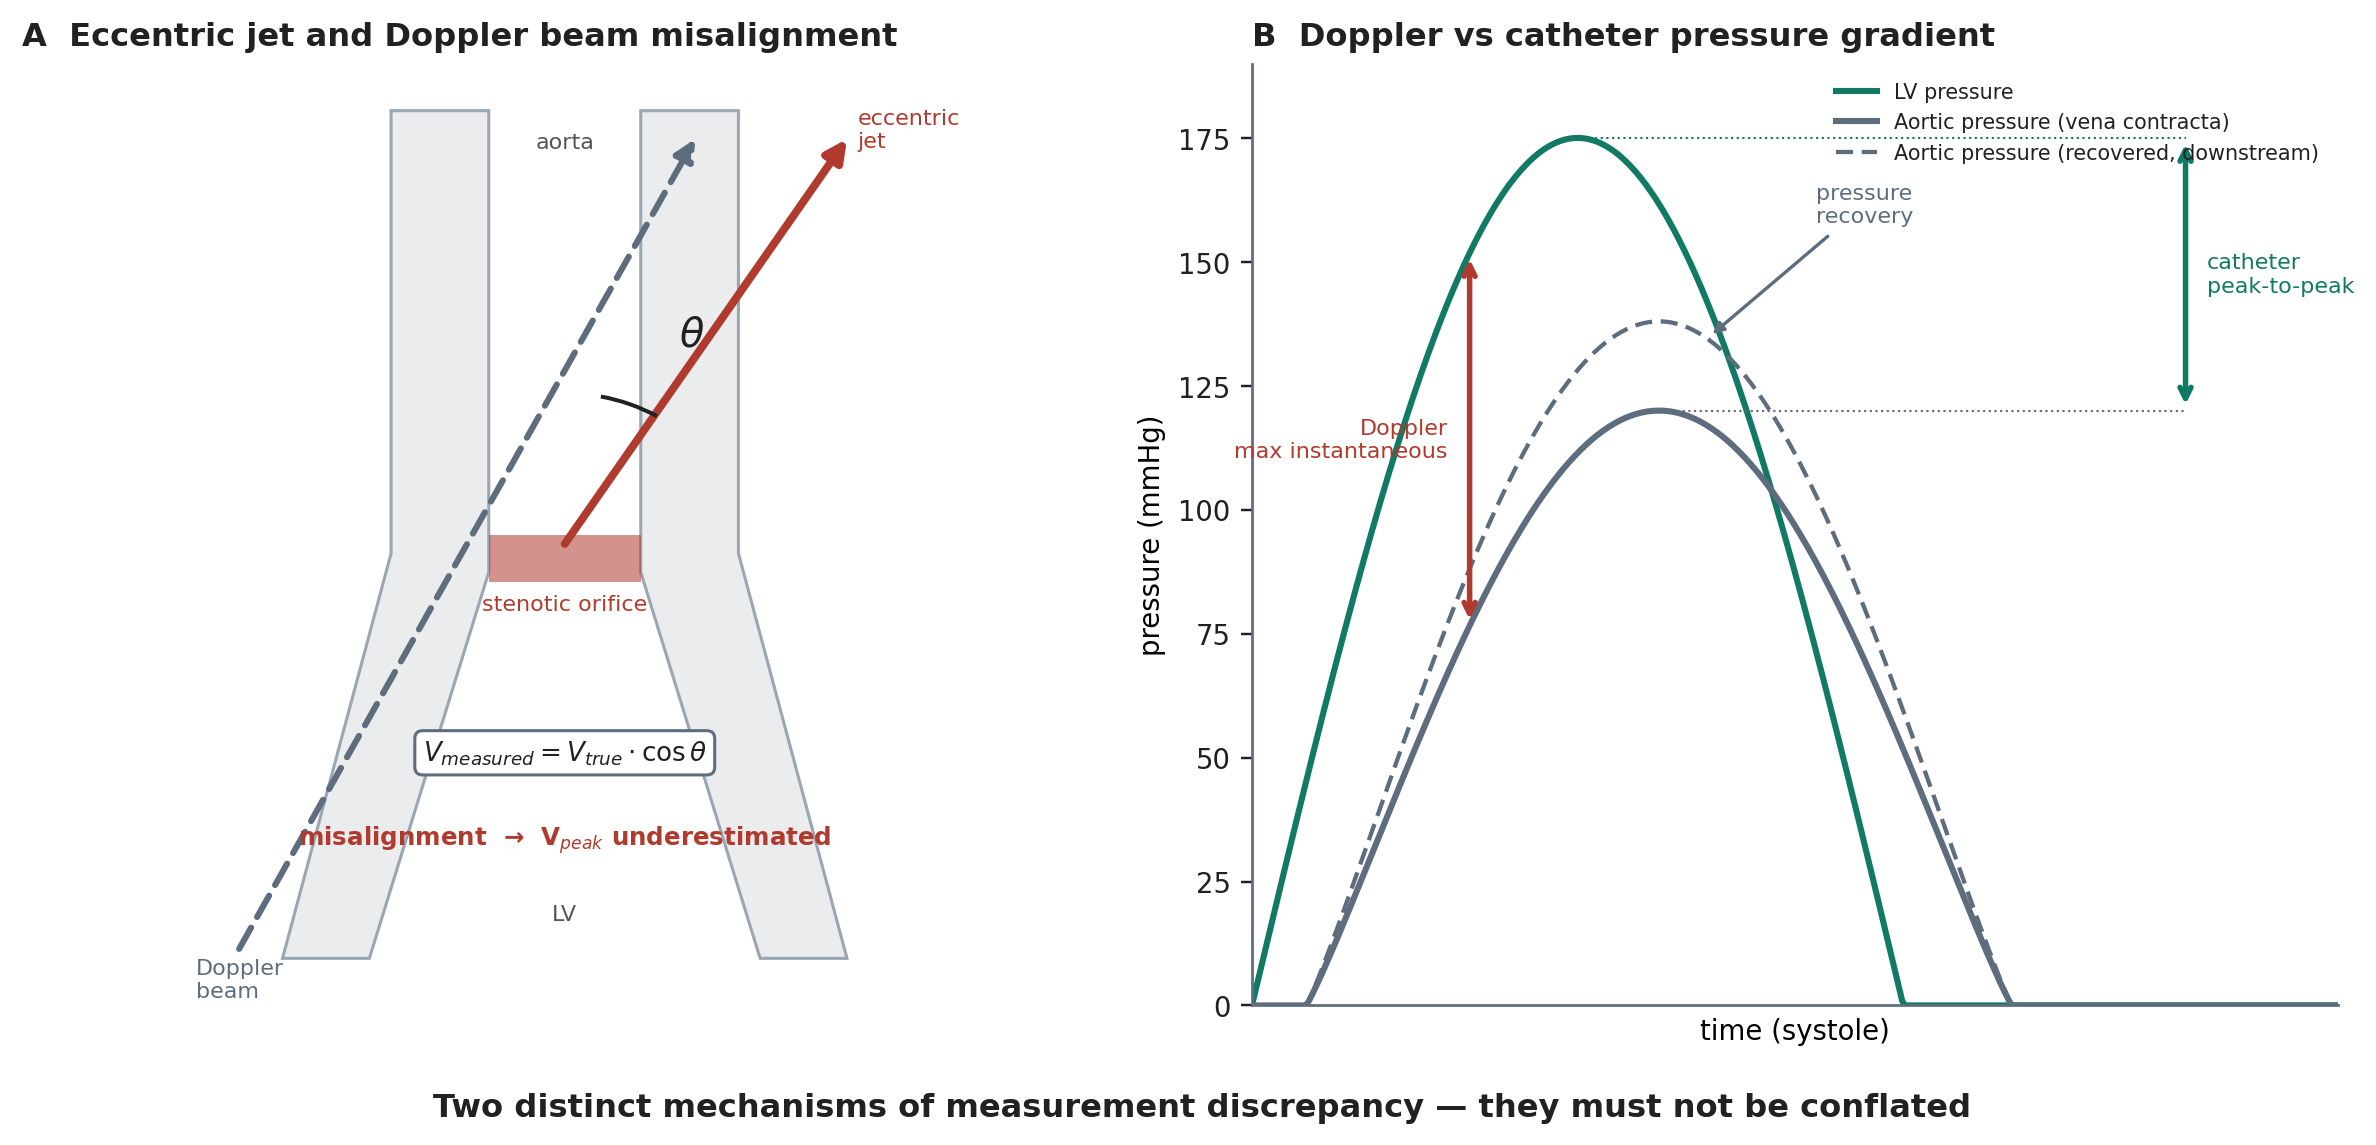 A  Eccentric jet and Doppler beam misalignment
aorta
eccentric
jet
θ
stenotic orifice
V_measured = V_true · cos θ
misalignment → V_peak underestimated
LV
Doppler
beam
B  Doppler vs catheter pressure gradient
LV pressure
Aortic pressure (vena contracta)
Aortic pressure (recovered, downstream)
pressure
recovery
catheter
peak-to-peak
Doppler
max instantaneous
pressure (mmHg)
175
150
125
100
75
50
25
0
time (systole)
Two distinct mechanisms of measurement discrepancy — they must not be conflated